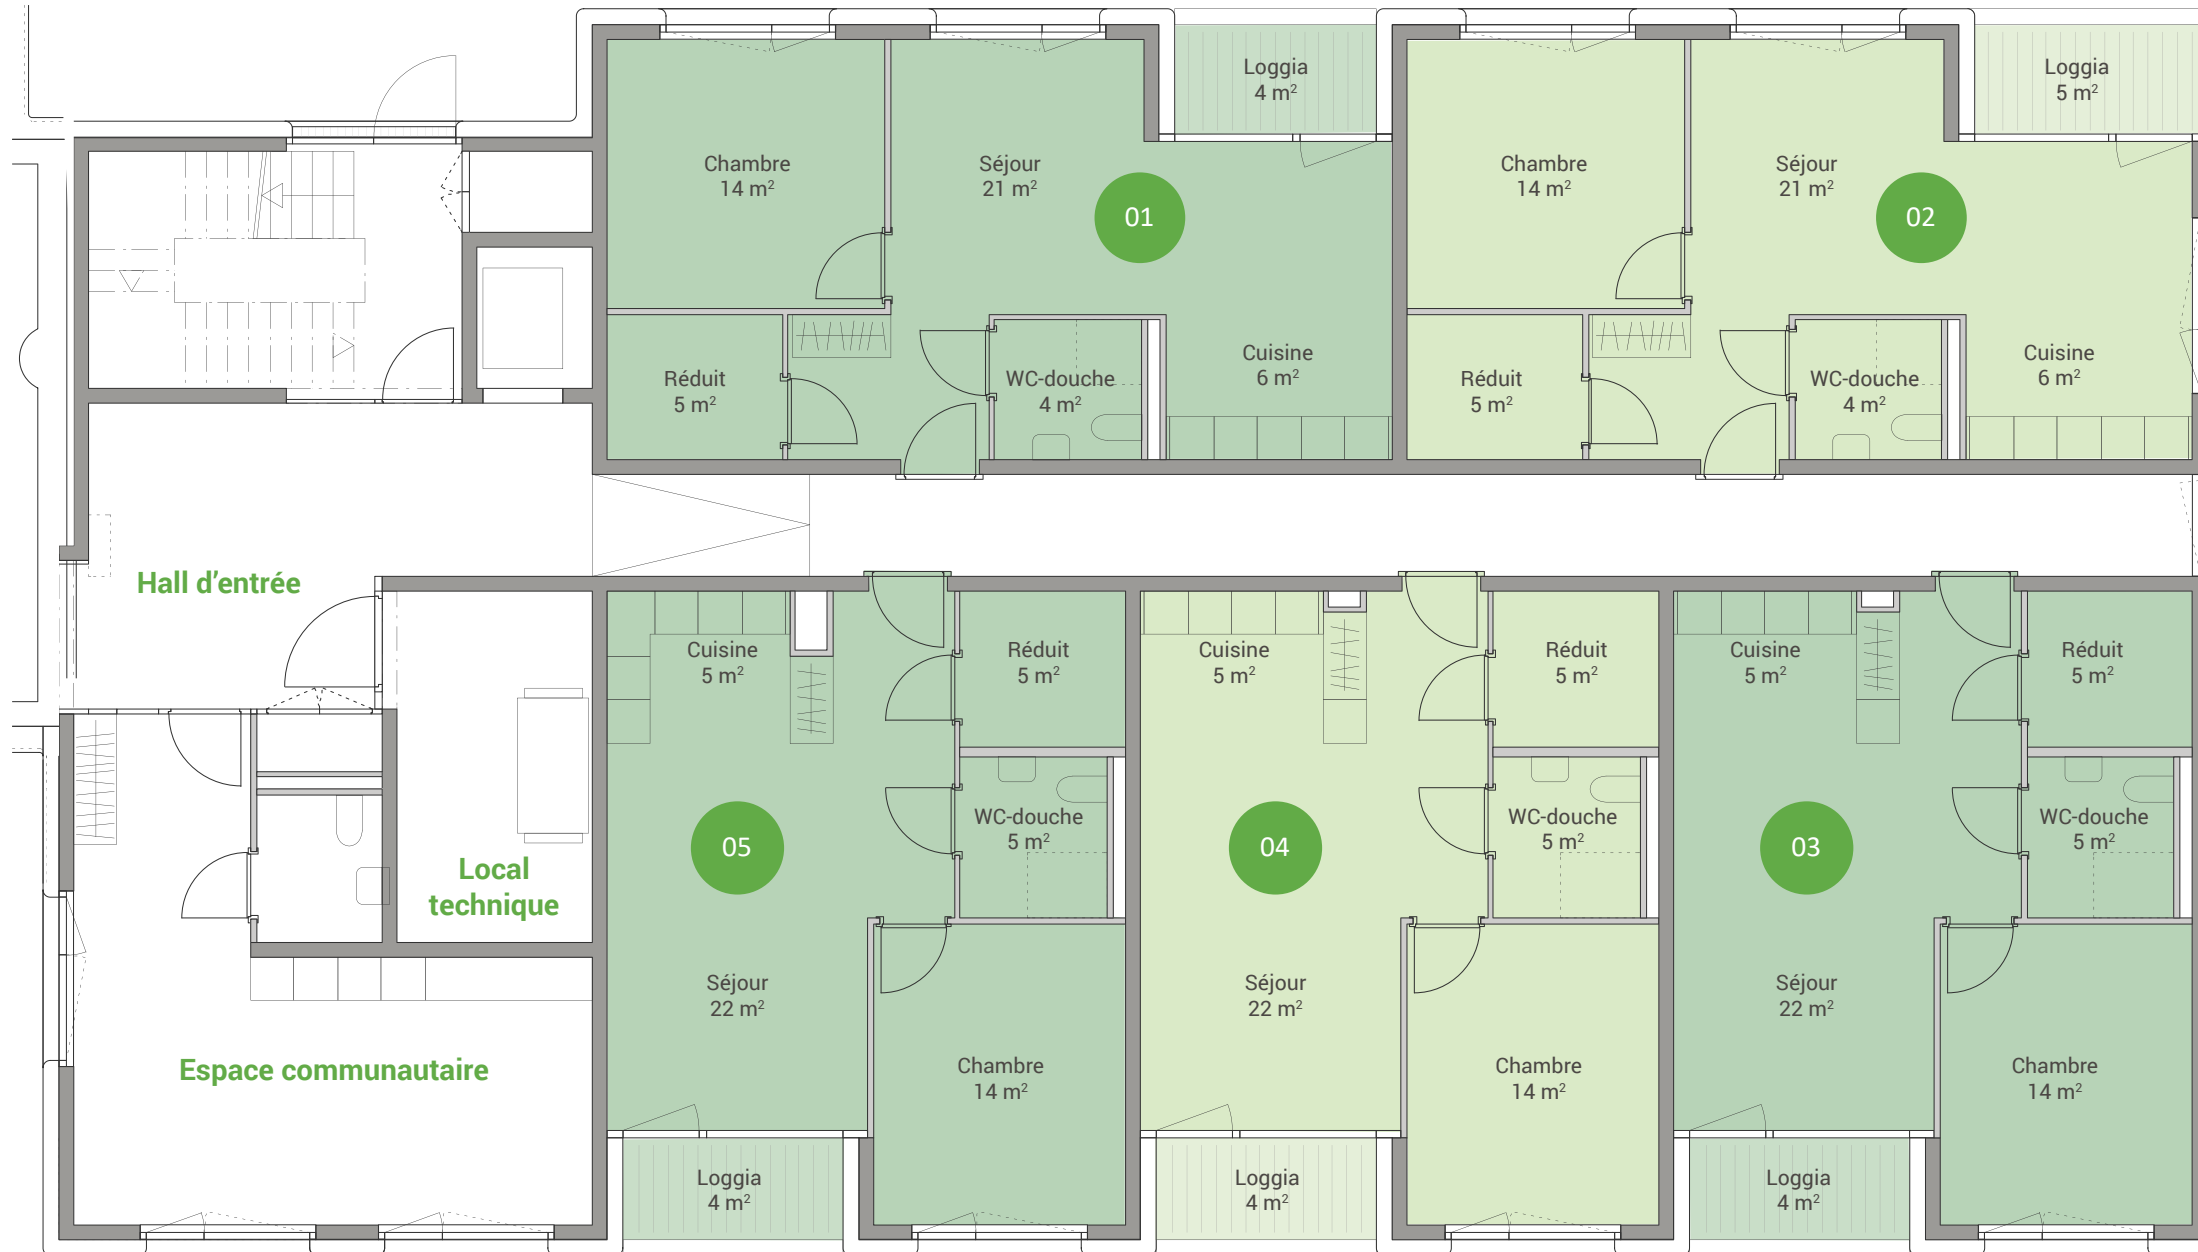 Loggia
4 m²
Loggia
5 m²
Chambre
14 m²
Séjour
21 m²
01
Chambre
14 m²
Séjour
21 m²
02
Réduit
5 m²
WC-douche
4 m²
Cuisine
6 m²
Réduit
5 m²
WC-douche
4 m²
Cuisine
6 m²
Hall d’entrée
Cuisine
5 m²
Réduit
5 m²
Cuisine
5 m²
Réduit
5 m²
Cuisine
5 m²
Réduit
5 m²
Local
technique
05
WC-douche
5 m²
04
WC-douche
5 m²
03
WC-douche
5 m²
Séjour
22 m²
Séjour
22 m²
Séjour
22 m²
Espace communautaire
Chambre
14 m²
Chambre
14 m²
Chambre
14 m²
Loggia
4 m²
Loggia
4 m²
Loggia
4 m²